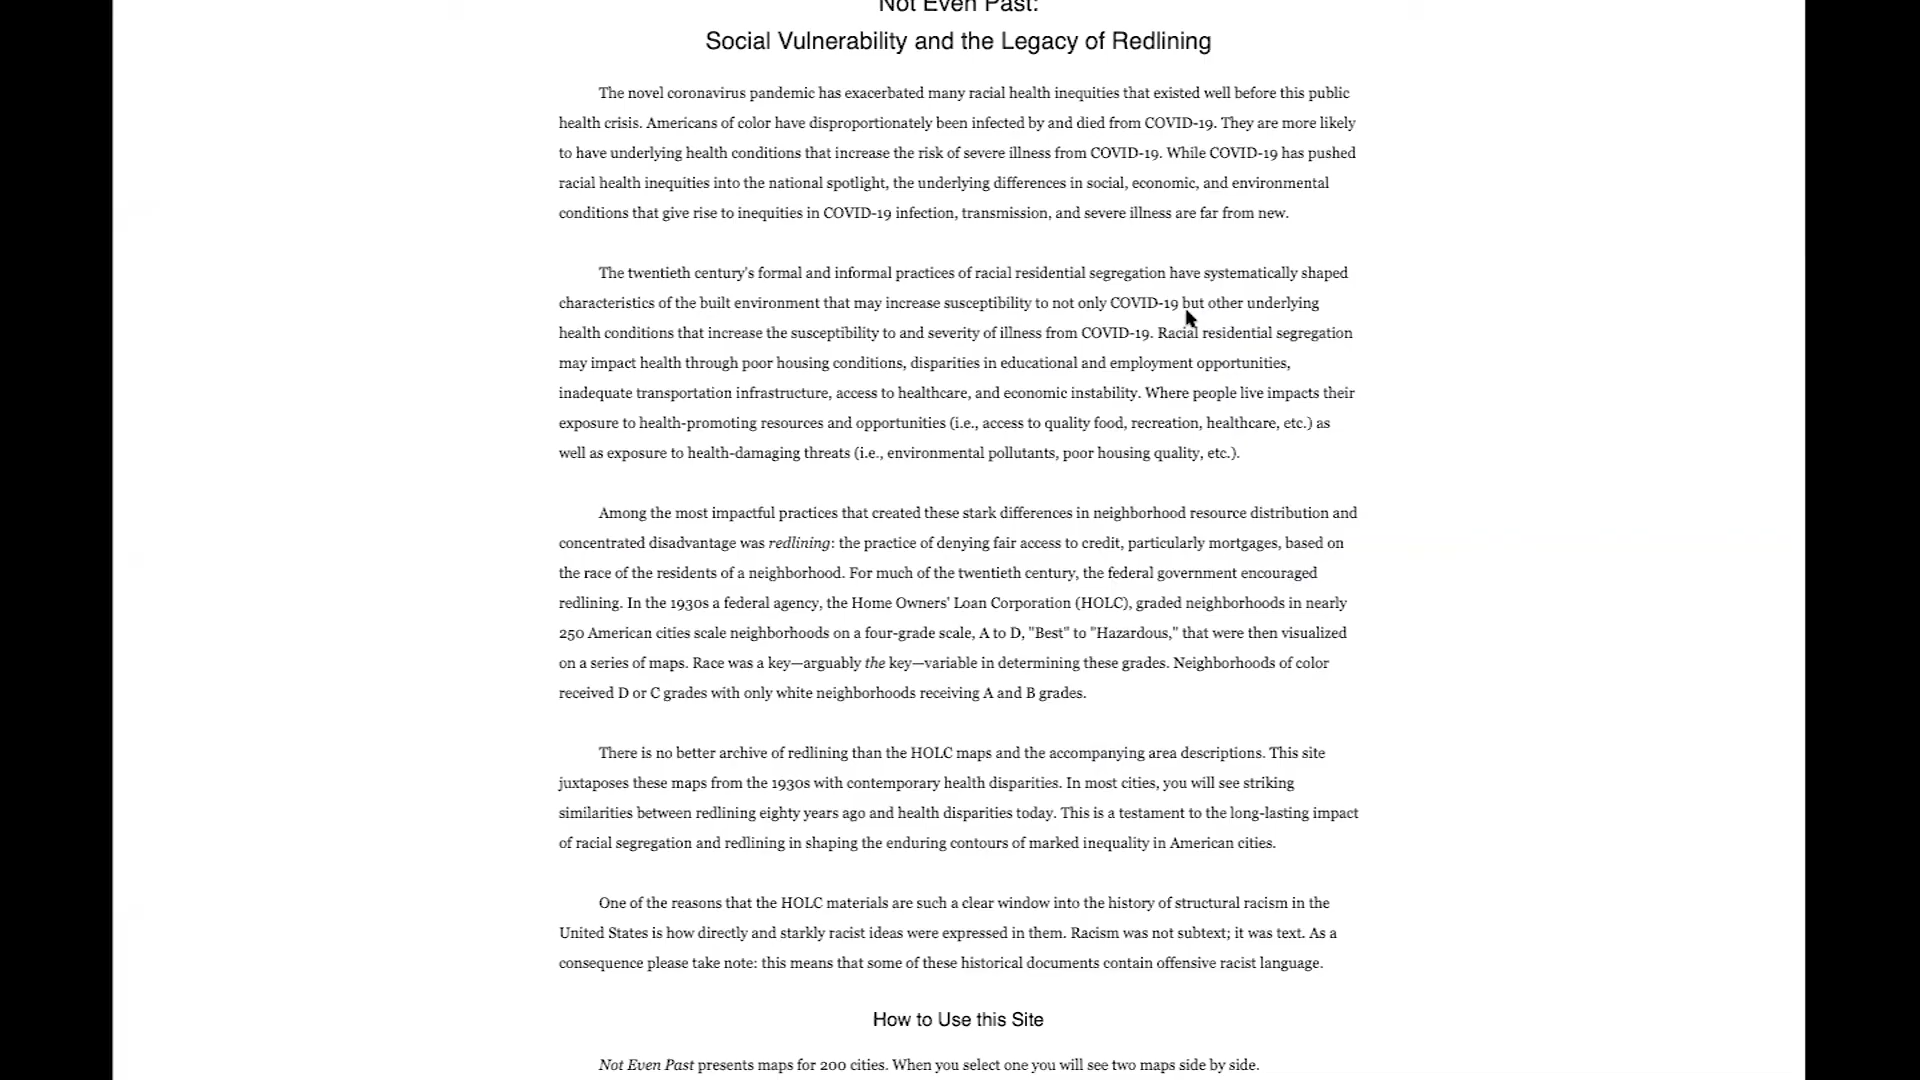 Not Even Past:
Social Vulnerability and the Legacy of Redlining
The novel coronavirus pandemic has exacerbated many racial health inequities that existed well before this public
health crisis. Americans of color have disproportionately been infected by and died from COVID-19. They are more likely
to have underlying health conditions that increase the risk of severe illness from COVID-19. While COVID-19 has pushed
racial health inequities into the national spotlight, the underlying differences in social, economic, and environmental
conditions that give rise to inequities in COVID-19 infection, transmission, and severe illness are far from new.
The twentieth century's formal and informal practices of racial residential segregation have systematically shaped
characteristics of the built environment that may increase susceptibility to not only COVID-19 but other underlying
health conditions that increase the susceptibility to and severity of illness from COVID-19. Racial residential segregation
may impact health through poor housing conditions, disparities in educational and employment opportunities,
inadequate transportation infrastructure, access to healthcare, and economic instability. Where people live impacts their
exposure to health-promoting resources and opportunities (i.e., access to quality food, recreation, healthcare, etc.) as
well as exposure to health-damaging threats (i.e., environmental pollutants, poor housing quality, etc.).
Among the most impactful practices that created these stark differences in neighborhood resource distribution and
concentrated disadvantage was redlining: the practice of denying fair access to credit, particularly mortgages, based on
the race of the residents of a neighborhood. For much of the twentieth century, the federal government encouraged
redlining. In the 1930s a federal agency, the Home Owners' Loan Corporation (HOLC), graded neighborhoods in nearly
250 American cities scale neighborhoods on a four-grade scale, A to D, "Best" to "Hazardous," that were then visualized
on a series of maps. Race was a key—arguably the key—variable in determining these grades. Neighborhoods of color
received D or C grades with only white neighborhoods receiving A and B grades.
There is no better archive of redlining than the HOLC maps and the accompanying area descriptions. This site
juxtaposes these maps from the 1930s with contemporary health disparities. In most cities, you will see striking
similarities between redlining eighty years ago and health disparities today. This is a testament to the long-lasting impact
of racial segregation and redlining in shaping the enduring contours of marked inequality in American cities.
One of the reasons that the HOLC materials are such a clear window into the history of structural racism in the
United States is how directly and starkly racist ideas were expressed in them. Racism was not subtext; it was text. As a
consequence please take note: this means that some of these historical documents contain offensive racist language.
How to Use this Site
Not Even Past presents maps for 200 cities. When you select one you will see two maps side by side.